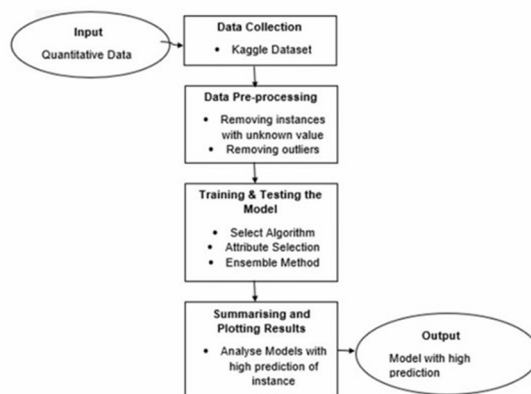 Input
Quantitative Data
Data Collection
• Kaggle Dataset
Data Pre-processing
• Removing instances
with unknown value
• Removing outliers
Training & Testing the
Model
• Select Algorithm
• Attribute Selection
• Ensemble Method
Summarising and
Plotting Results
• Analyse Models with
high prediction of
instance
Output
Model with high
prediction